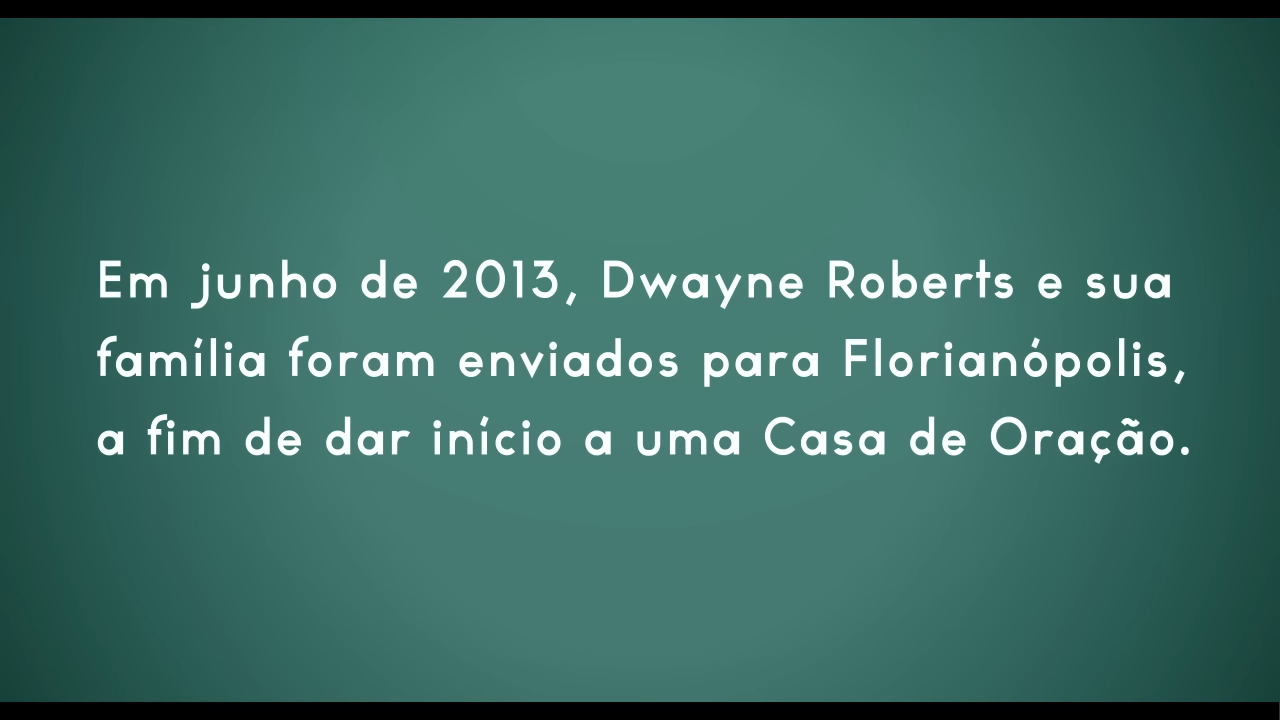 Em junho de 2013, Dwayne Roberts e sua
família foram enviados para Florianópolis,
a fim de dar início a uma Casa de Oração.